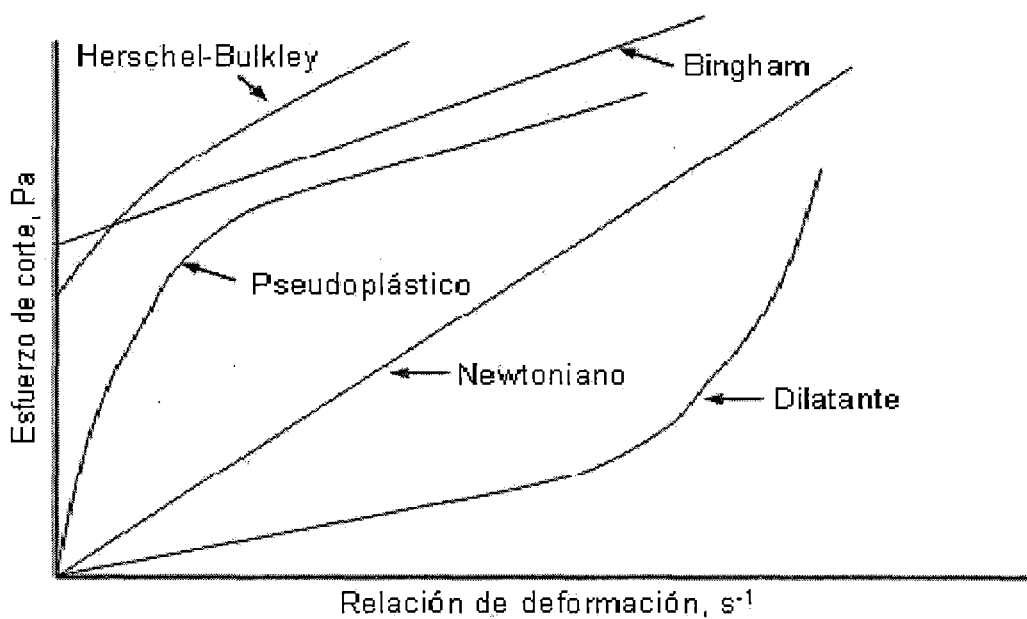 Herschel-Bulkley
Bingham
Pseudoplástico
Newtoniano
Dilatante
Esfuerzo de corte, Pa
Relación de deformación, s⁻¹